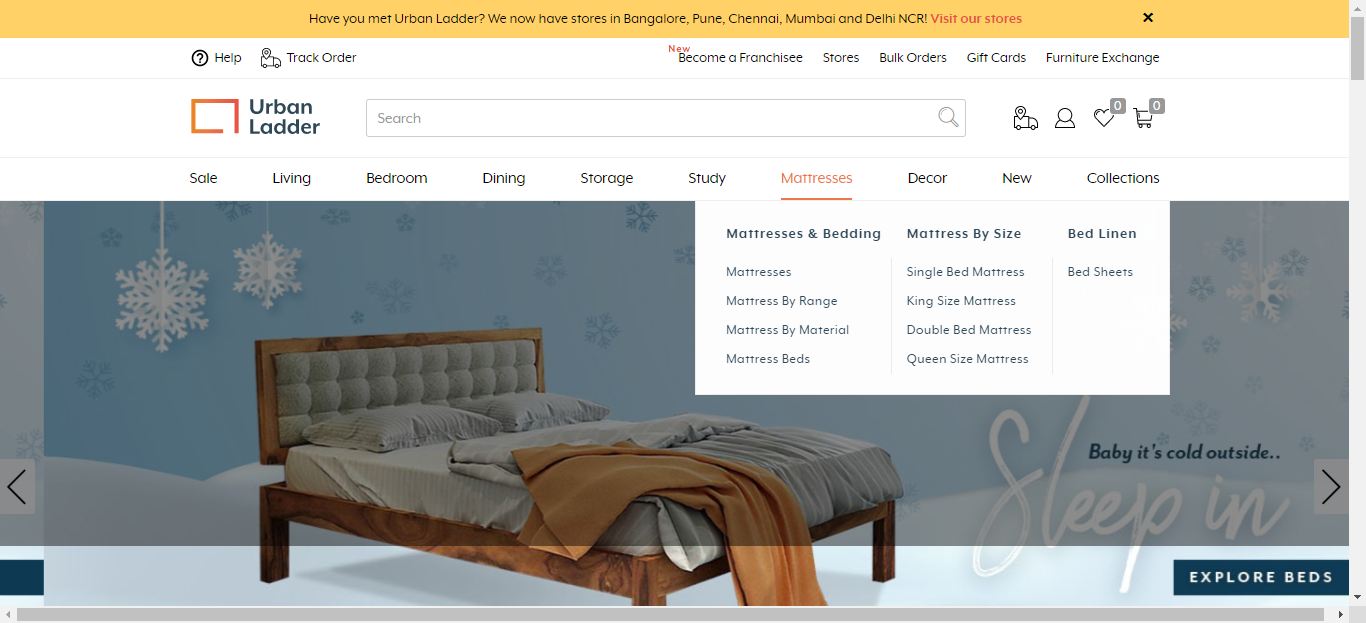 Have you met Urban Ladder? We now have stores in Bangalore, Pune, Chennai, Mumbai and Delhi NCR! Visit our stores
Help Track Order
New
Become a Franchisee Stores Bulk Orders Gift Cards Furniture Exchange
Urban
Ladder
Search
0 0
Sale Living Bedroom Dining Storage Study Mattresses Decor New Collections
Mattresses & Bedding
Mattresses
Mattress By Range
Mattress By Material
Mattress Beds
Mattress By Size
Single Bed Mattress
King Size Mattress
Double Bed Mattress
Queen Size Mattress
Bed Linen
Bed Sheets
Baby it's cold outside..
Sleep in
EXPLORE BEDS